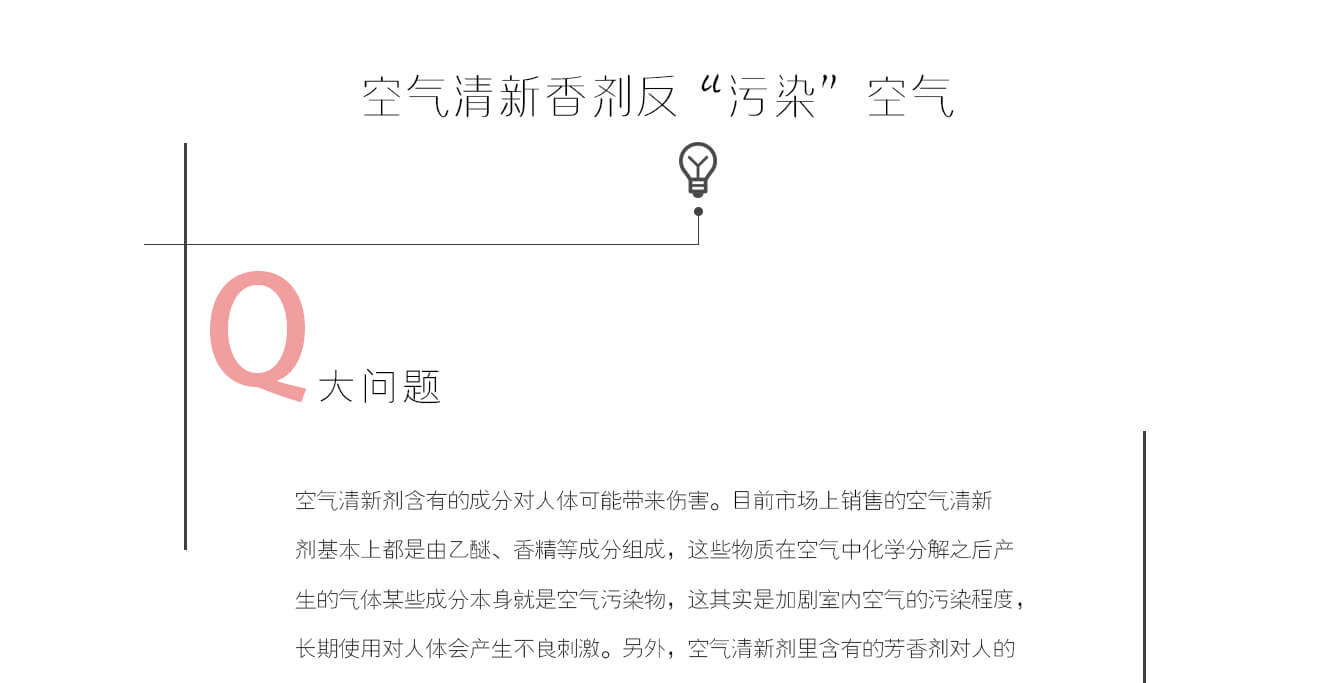 空气清新香剂反“污染”空气
Q
大问题
空气清新剂含有的成分对人体可能带来伤害。目前市场上销售的空气清新
剂基本上都是由乙醚、香精等成分组成，这些物质在空气中化学分解之后产
生的气体某些成分本身就是空气污染物，这其实是加剧室内空气的污染程度，
长期使用对人体会产生不良刺激。另外，空气清新剂里含有的芳香剂对人的